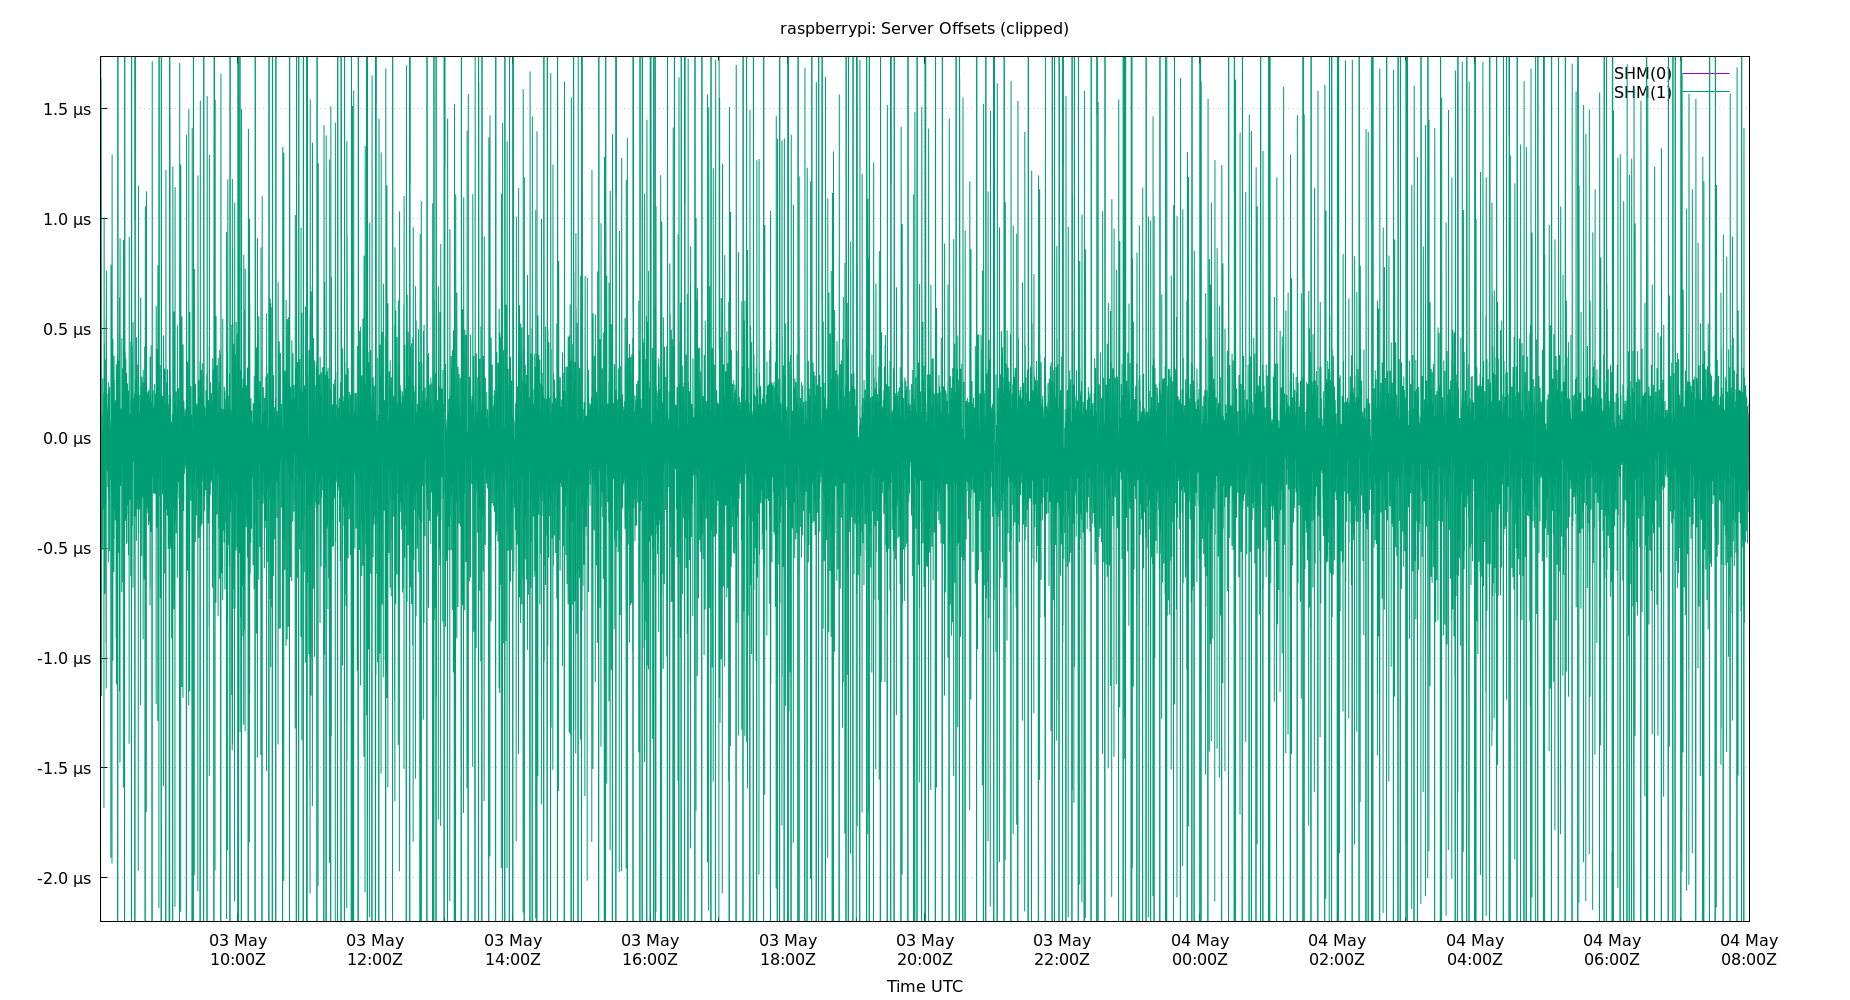 raspberrypi: Server Offsets (clipped)
SHM(0)
SHM(1)
1.5 µs
1.0 µs
0.5 µs
0.0 µs
-0.5 µs
-1.0 µs
-1.5 µs
-2.0 µs
03 May 03 May 03 May 03 May 03 May 03 May 03 May 04 May 04 May 04 May 04 May 04 May
10:00Z 12:00Z 14:00Z 16:00Z 18:00Z 20:00Z 22:00Z 00:00Z 02:00Z 04:00Z 06:00Z 08:00Z
Time UTC